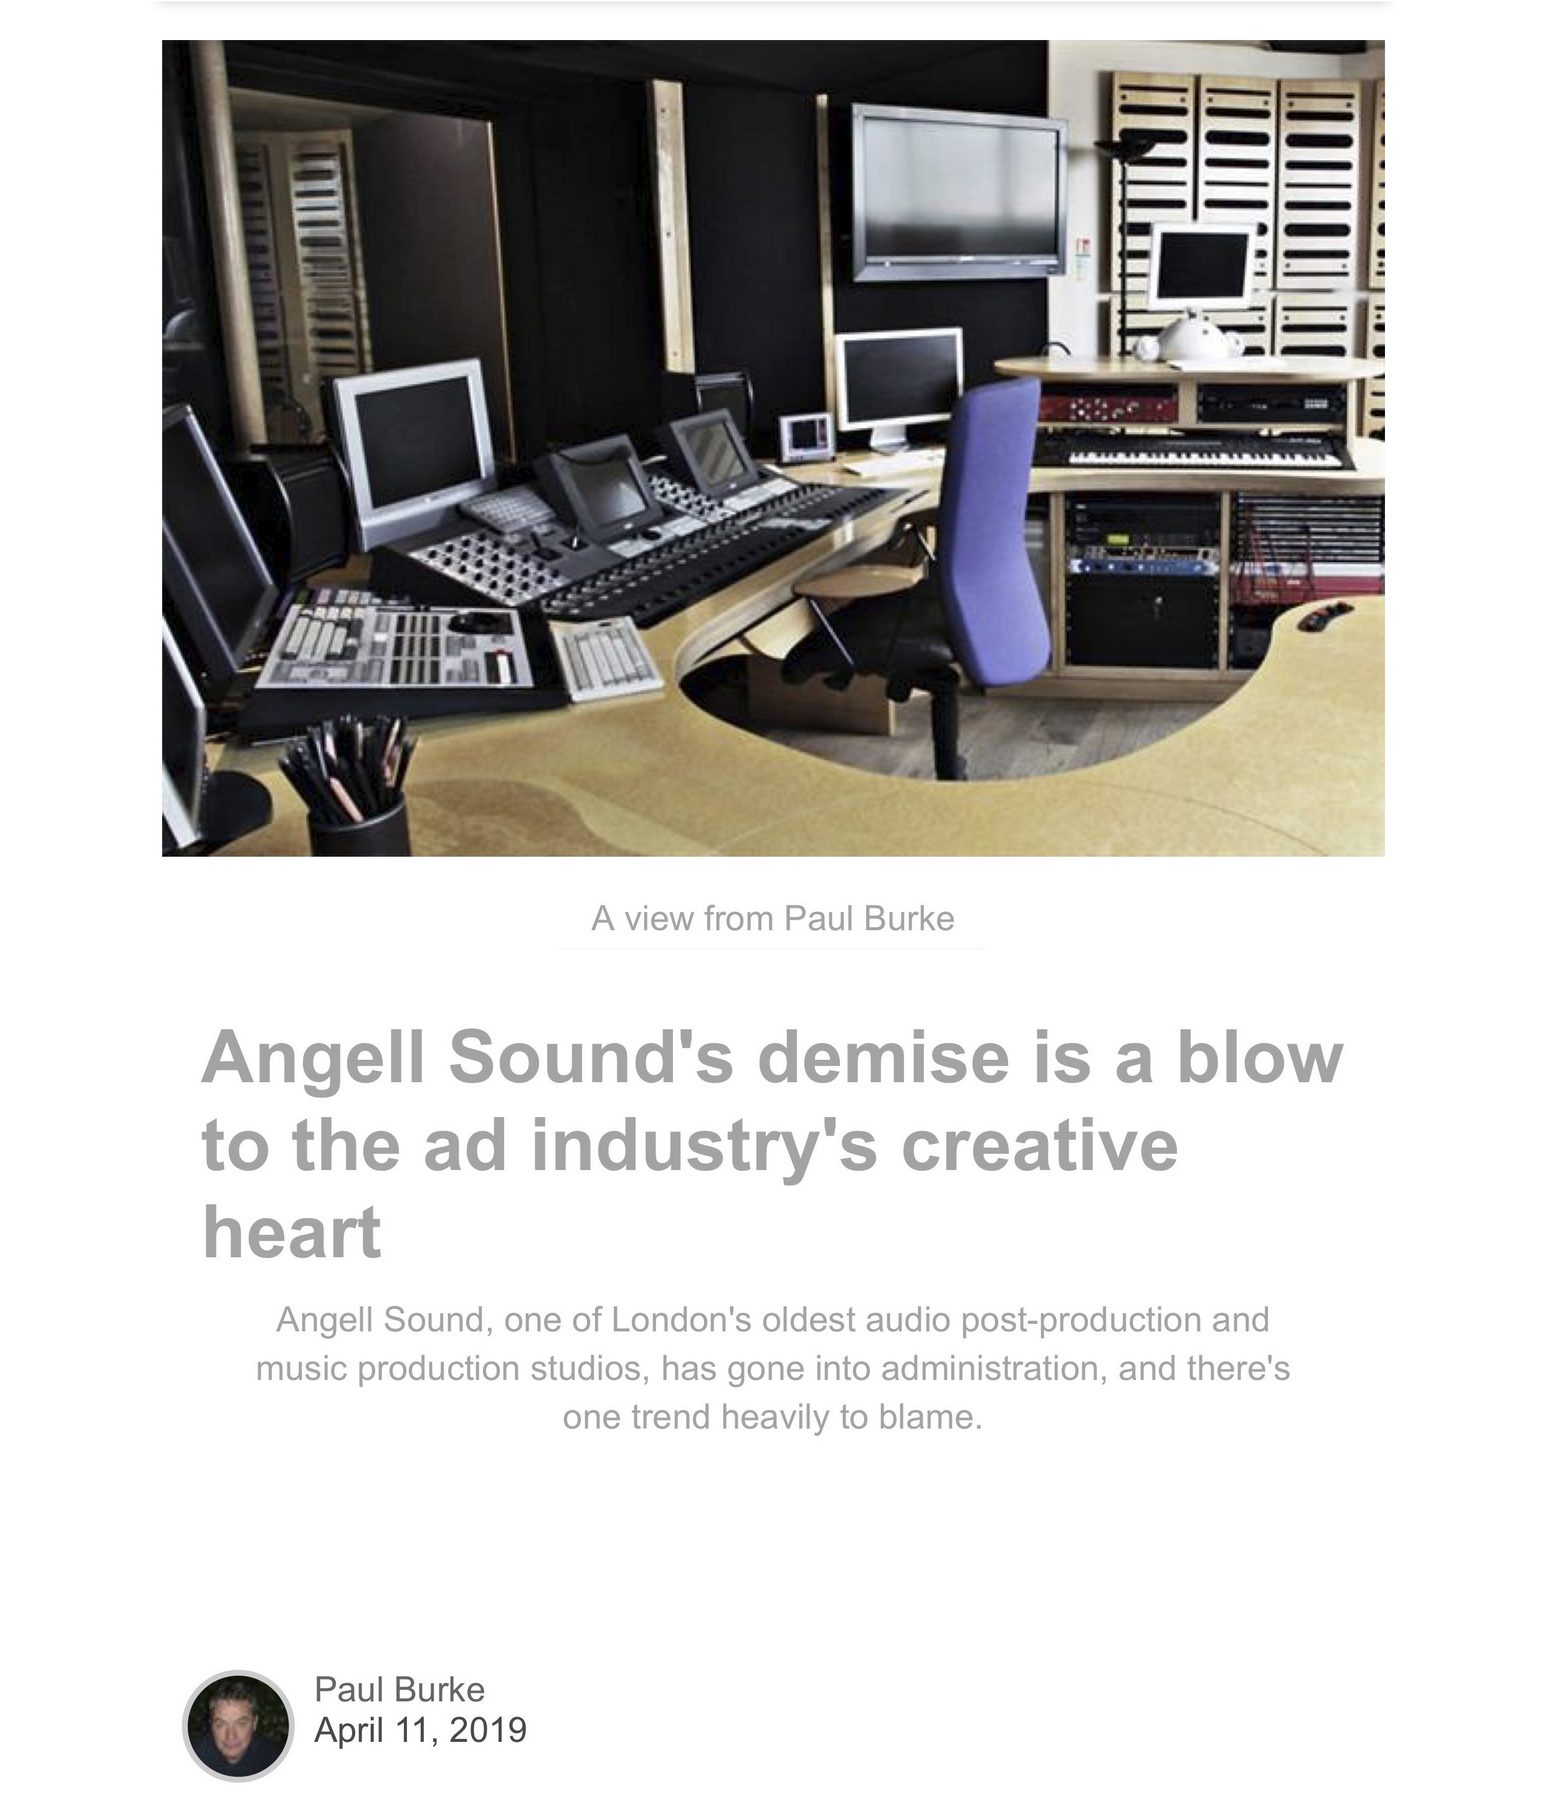 A view from Paul Burke
Angell Sound's demise is a blow
to the ad industry's creative
heart
Angell Sound, one of London's oldest audio post-production and
music production studios, has gone into administration, and there's
one trend heavily to blame.
Paul Burke
April 11, 2019